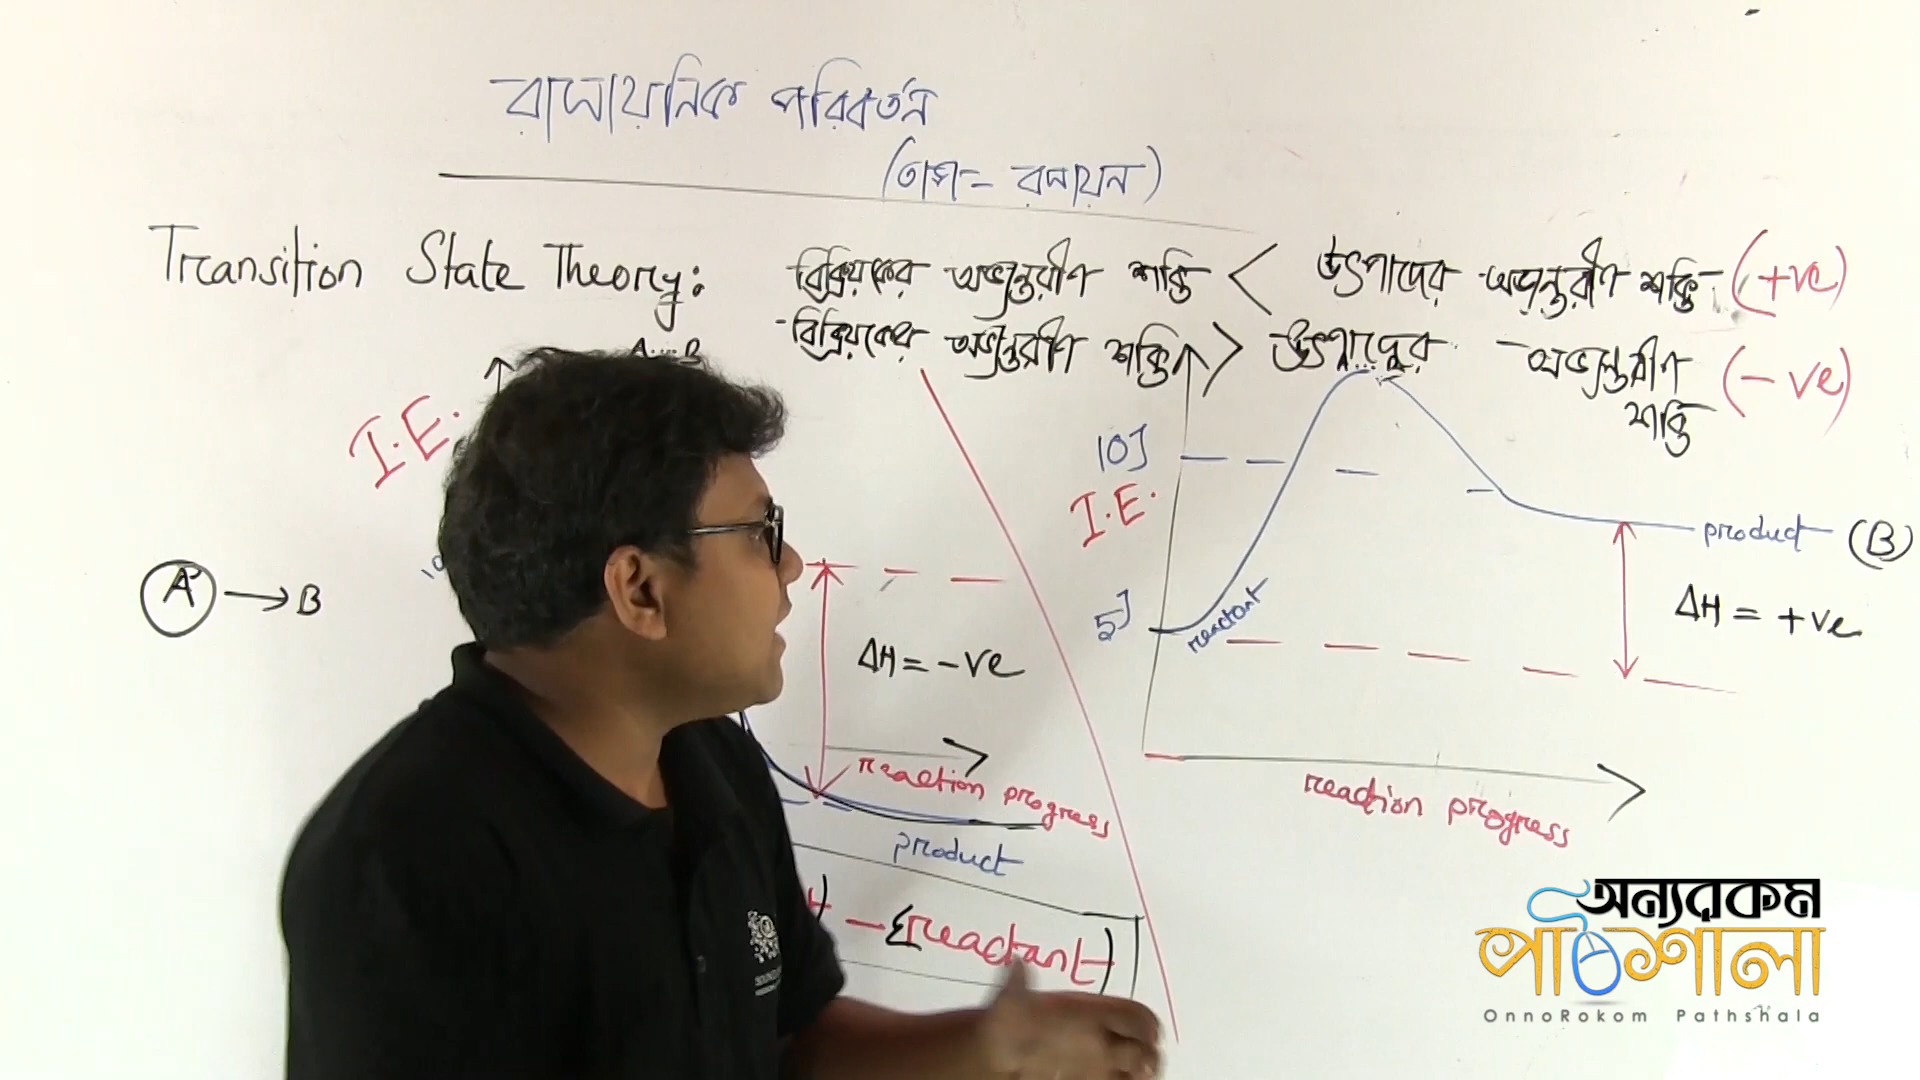 রাসায়নিক পরিবর্তন
(তাপ- রসায়ন)
Transition State Theory:
বিক্রিয়কের অভ্যন্তরীণ শক্তি < উৎপাদের অভ্যন্তরীণ শক্তি (+ve)
বিক্রিয়কের অভ্যন্তরীণ শক্তি > উৎপাদের অভ্যন্তরীণ শক্তি (-ve)
A...B
I.E.
A → B
ΔH = -ve
reaction progress
product
- (reactant)
10J
I.E.
5J
reactant
product (B)
ΔH = +ve
reaction progress
অন্যরকম
পাঠশালা
OnnoRokom Pathshala